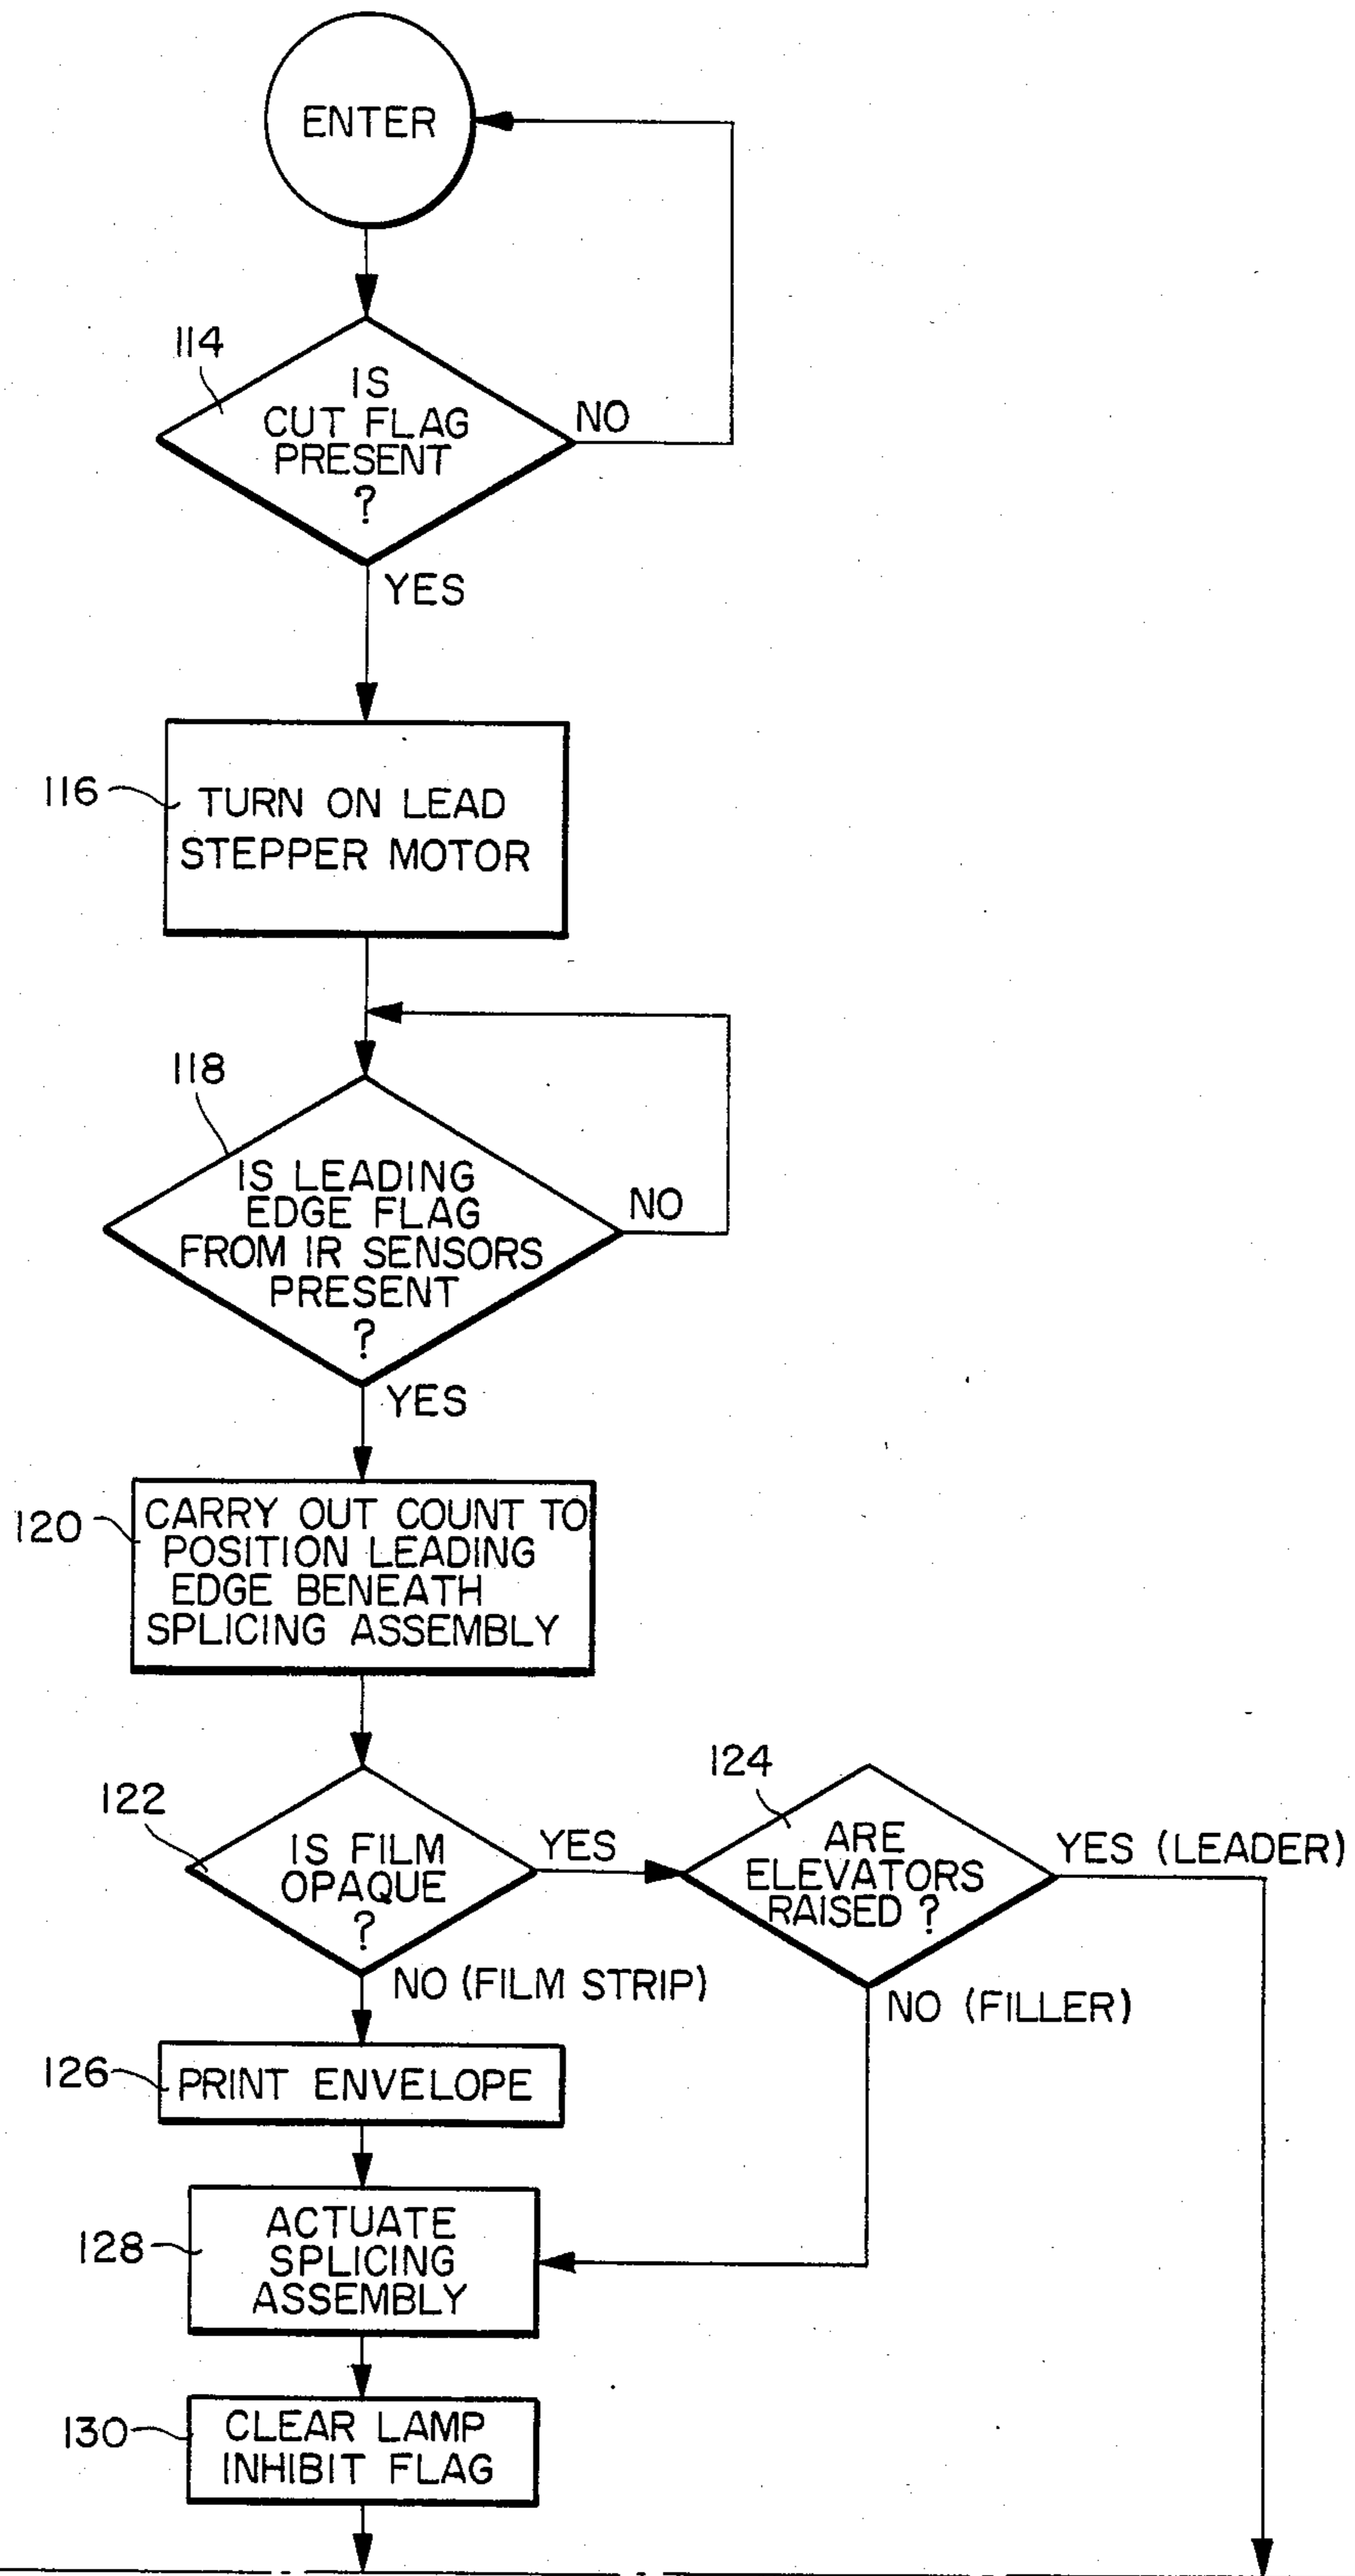 ENTER
114
IS
CUT FLAG
PRESENT
?
NO
YES
116
TURN ON LEAD
STEPPER MOTOR
118
IS LEADING
EDGE FLAG
FROM IR SENSORS
PRESENT
?
NO
YES
120
CARRY OUT COUNT TO
POSITION LEADING
EDGE BENEATH
SPLICING ASSEMBLY
122
IS FILM
OPAQUE
?
YES
124
ARE
ELEVATORS
RAISED ?
YES (LEADER)
NO (FILM STRIP)
NO (FILLER)
126
PRINT ENVELOPE
128
ACTUATE
SPLICING
ASSEMBLY
130
CLEAR LAMP
INHIBIT FLAG